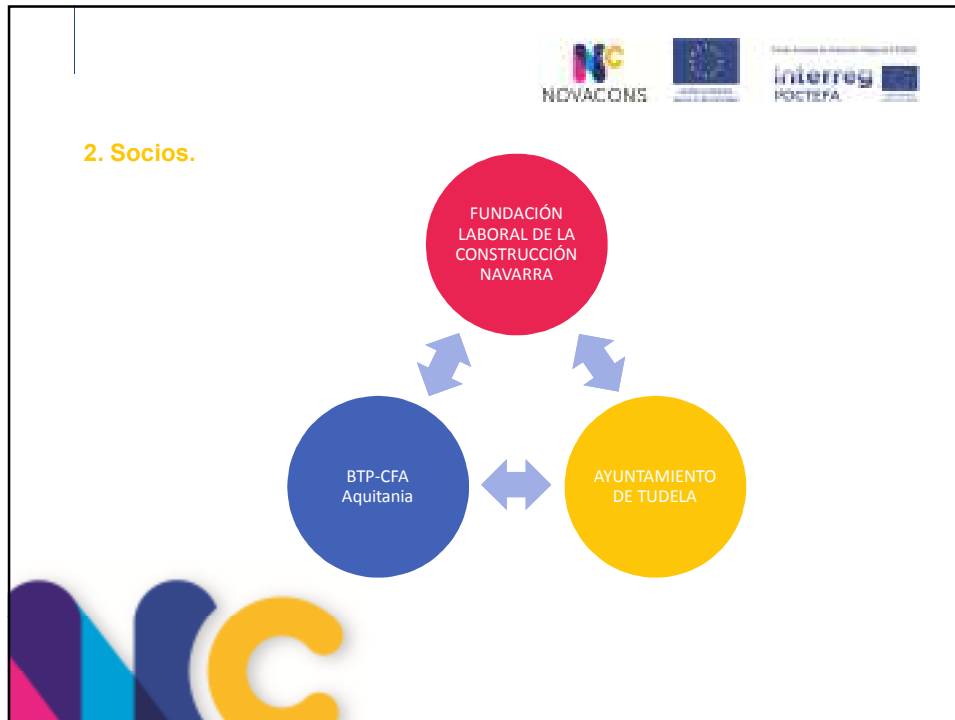 NOVACONS
interreg
POCTEFA
2. Socios.
FUNDACIÓN
LABORAL DE LA
CONSTRUCCIÓN
NAVARRA
BTP-CFA
Aquitania
AYUNTAMIENTO
DE TUDELA